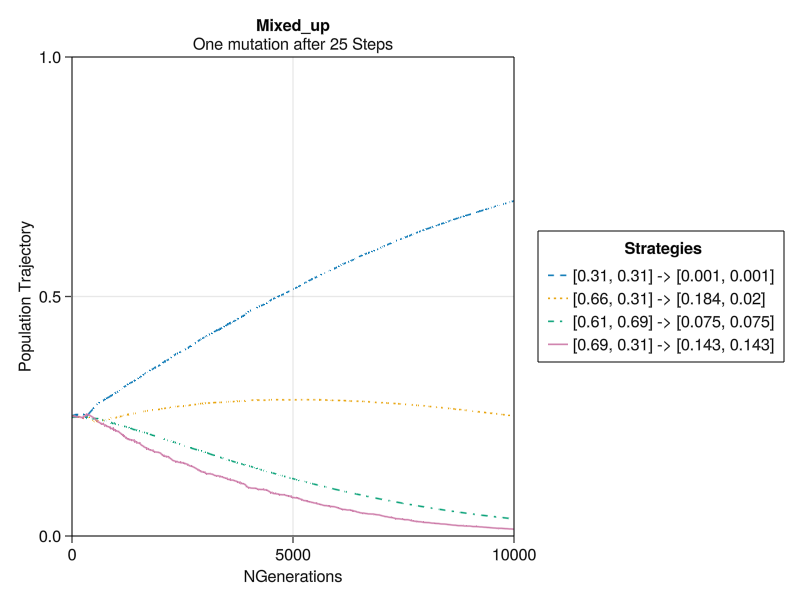 Mixed_up
One mutation after 25 Steps
1.0
0.5
0.0
0
5000
10000
Population Trajectory
NGenerations
Strategies
[0.31, 0.31] -> [0.001, 0.001]
[0.66, 0.31] -> [0.184, 0.02]
[0.61, 0.69] -> [0.075, 0.075]
[0.69, 0.31] -> [0.143, 0.143]